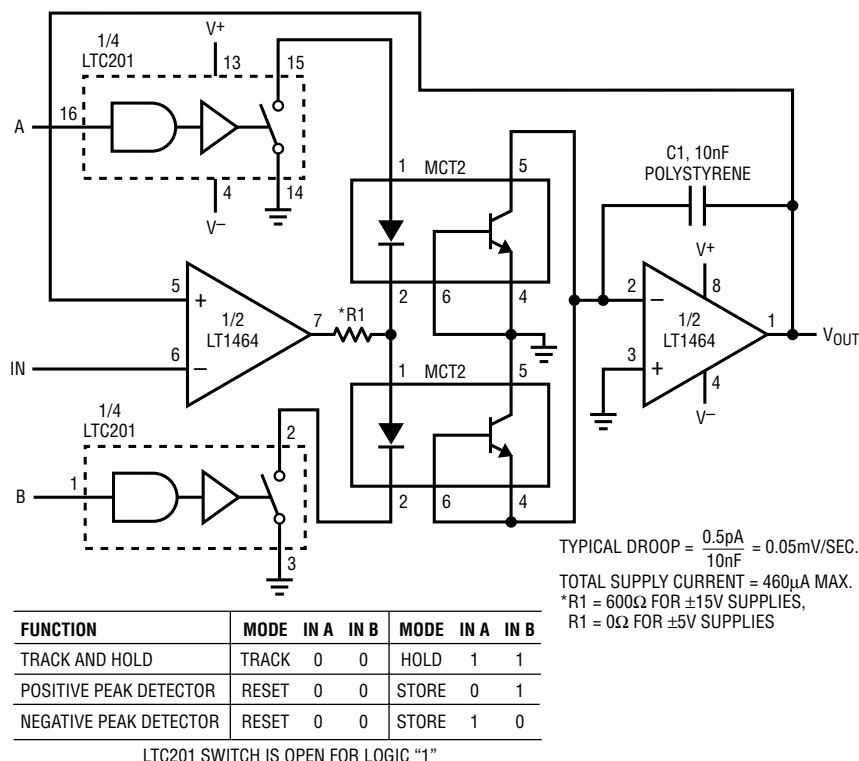 1/4
LTC201
V+
13
15
16
A
4
14
V–
1
MCT2
5
C1, 10nF
POLYSTYRENE
2
6
4
5
+
1/2
LT1464
7
*R1
6
–
IN
V+
8
2
–
1/2
LT1464
1
VOUT
3
+
4
V–
1
MCT2
5
2
6
4
1/4
LTC201
2
1
B
3
TYPICAL DROOP = 0.5pA / 10nF = 0.05mV/SEC.
TOTAL SUPPLY CURRENT = 460µA MAX.
*R1 = 600Ω FOR ±15V SUPPLIES,
R1 = 0Ω FOR ±5V SUPPLIES
FUNCTION MODE IN A IN B MODE IN A IN B
TRACK AND HOLD TRACK 0 0 HOLD 1 1
POSITIVE PEAK DETECTOR RESET 0 0 STORE 0 1
NEGATIVE PEAK DETECTOR RESET 0 0 STORE 1 0
LTC201 SWITCH IS OPEN FOR LOGIC “1”